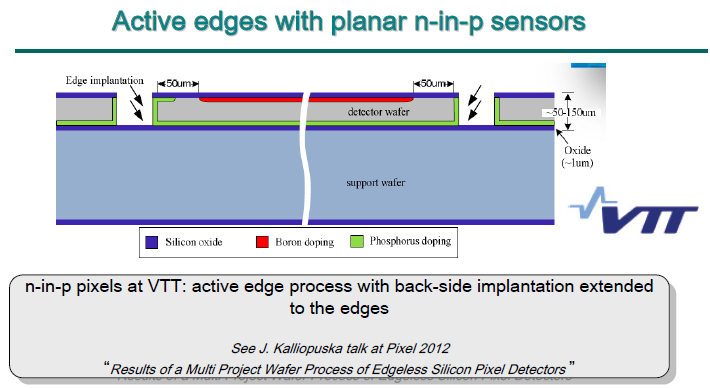 Active edges with planar n-in-p sensors
Edge implantation
50um
50um
detector wafer
~50-150um
Oxide
(~1um)
support wafer
VTT
Silicon oxide
Boron doping
Phosphorus doping
n-in-p pixels at VTT: active edge process with back-side implantation extended
to the edges
See J. Kalliopuska talk at Pixel 2012
“Results of a Multi Project Wafer Process of Edgeless Silicon Pixel Detectors”